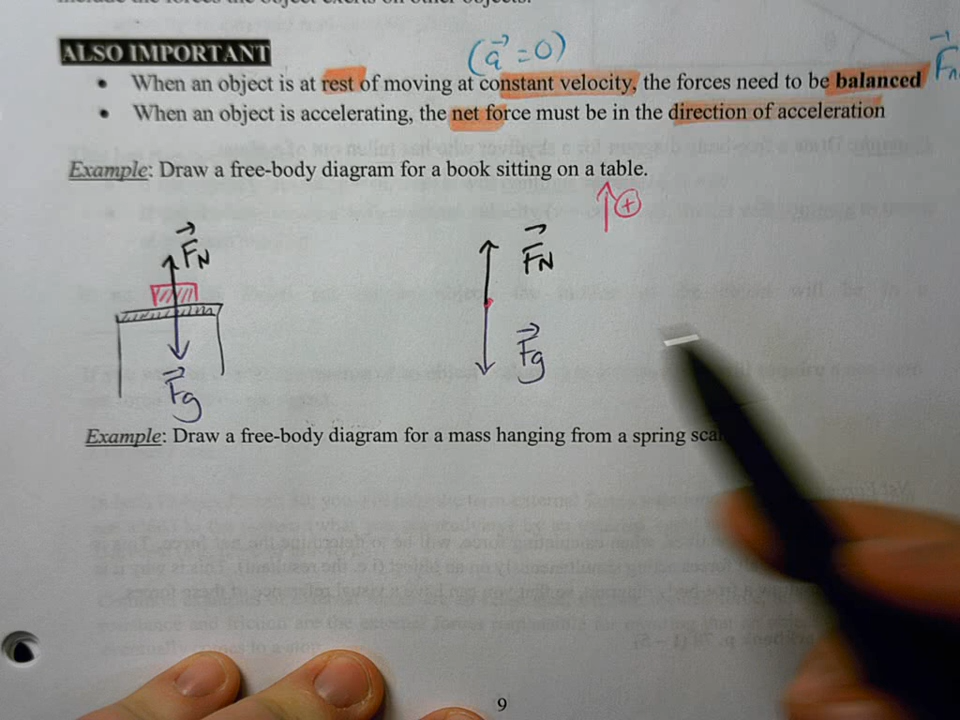 ALSO IMPORTANT (a⃗ = 0)
• When an object is at rest of moving at constant velocity, the forces need to be balanced
• When an object is accelerating, the net force must be in the direction of acceleration
Example: Draw a free-body diagram for a book sitting on a table.
+
F⃗N F⃗N
F⃗g F⃗g
Example: Draw a free-body diagram for a mass hanging from a spring
9